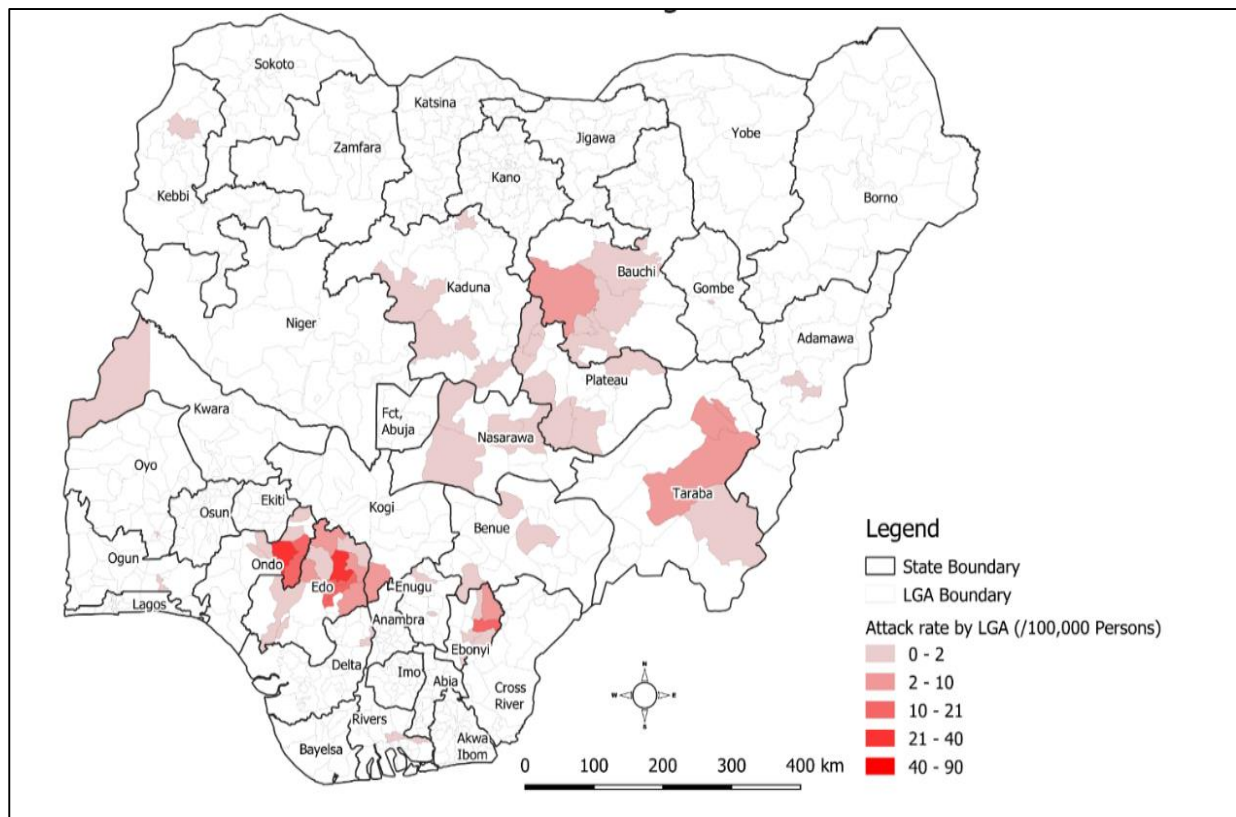 Sokoto
Katsina
Jigawa
Yobe
Zamfara
Kano
Kebbi
Borno
Bauchi
Kaduna
Gombe
Niger
Adamawa
Plateau
Kwara
Fct,
Abuja
Nasarawa
Oyo
Taraba
Ekiti
Kogi
Osun
Benue
Ogun
Ondo
Edo
Enugu
Lagos
Anambra
Ebonyi
Delta
Imo
Abia
Cross
River
Rivers
Bayelsa
Akwa
Ibom
N
W
E
S
0 100 200 300 400 km
Legend
State Boundary
LGA Boundary
Attack rate by LGA (/100,000 Persons)
0 - 2
2 - 10
10 - 21
21 - 40
40 - 90